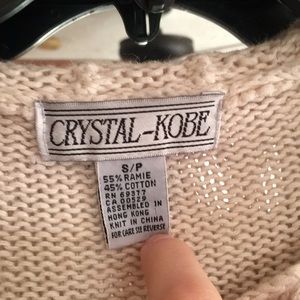 CRYSTAL-KOBE
S/P
55% RAMIE
45% COTTON
RN 69377
CA 00529
ASSEMBLED IN
HONG KONG
KNIT IN CHINA
FOR CARE SEE REVERSE